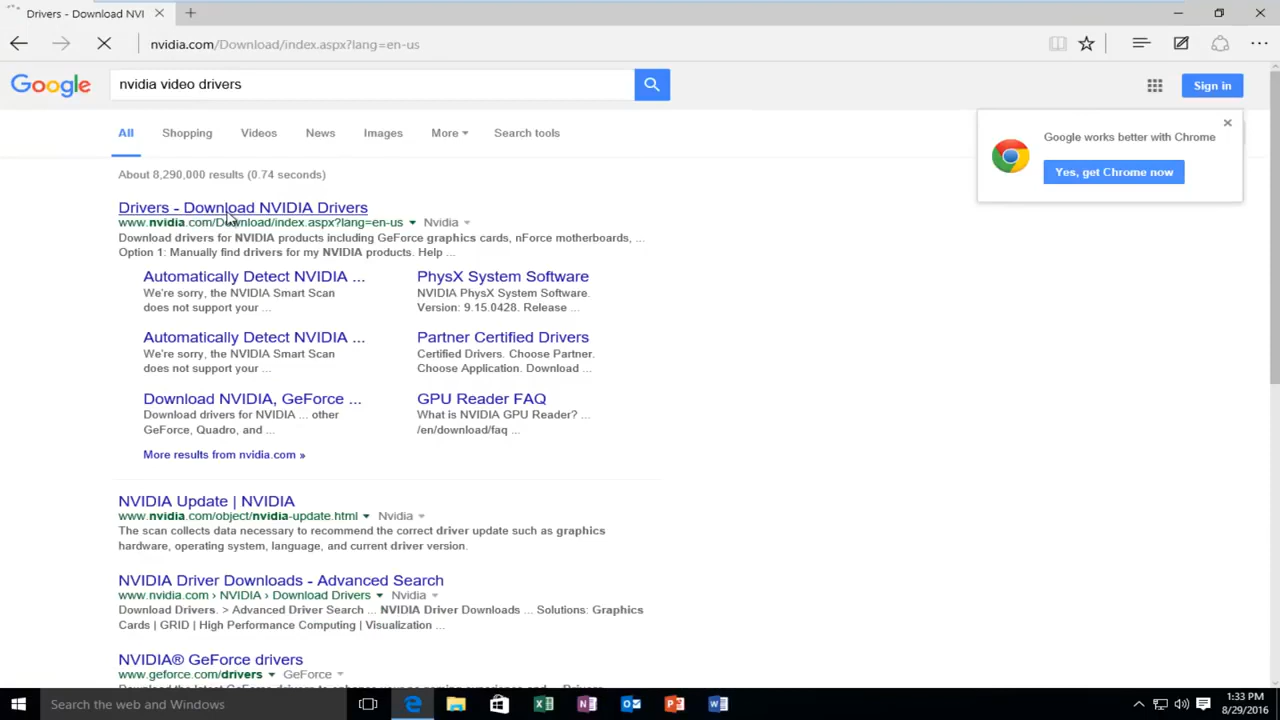 Drivers - Download NVI
nvidia.com/Download/index.aspx?lang=en-us
Google
nvidia video drivers
Sign in
All Shopping Videos News Images More Search tools
Google works better with Chrome
Yes, get Chrome now
About 8,290,000 results (0.74 seconds)
Drivers - Download NVIDIA Drivers
www.nvidia.com/Download/index.aspx?lang=en-us Nvidia
Download drivers for NVIDIA products including GeForce graphics cards, nForce motherboards, ...
Option 1: Manually find drivers for my NVIDIA products. Help ...
Automatically Detect NVIDIA ...
We're sorry, the NVIDIA Smart Scan
does not support your ...
PhysX System Software
NVIDIA PhysX System Software.
Version: 9.15.0428. Release ...
Automatically Detect NVIDIA ...
We're sorry, the NVIDIA Smart Scan
does not support your ...
Partner Certified Drivers
Certified Drivers. Choose Partner.
Choose Application. Download ...
Download NVIDIA, GeForce ...
Download drivers for NVIDIA ... other
GeForce, Quadro, and ...
GPU Reader FAQ
What is NVIDIA GPU Reader? ...
/en/download/faq ...
More results from nvidia.com »
NVIDIA Update | NVIDIA
www.nvidia.com/object/nvidia-update.html Nvidia
The scan collects data necessary to recommend the correct driver update such as graphics
hardware, operating system, language, and current driver version.
NVIDIA Driver Downloads - Advanced Search
www.nvidia.com › NVIDIA › Download Drivers Nvidia
Download Drivers. > Advanced Driver Search ... NVIDIA Driver Downloads ... Solutions: Graphics
Cards | GRID | High Performance Computing | Visualization ...
NVIDIA® GeForce drivers
www.geforce.com/drivers GeForce
Search the web and Windows
1:33 PM
8/29/2016